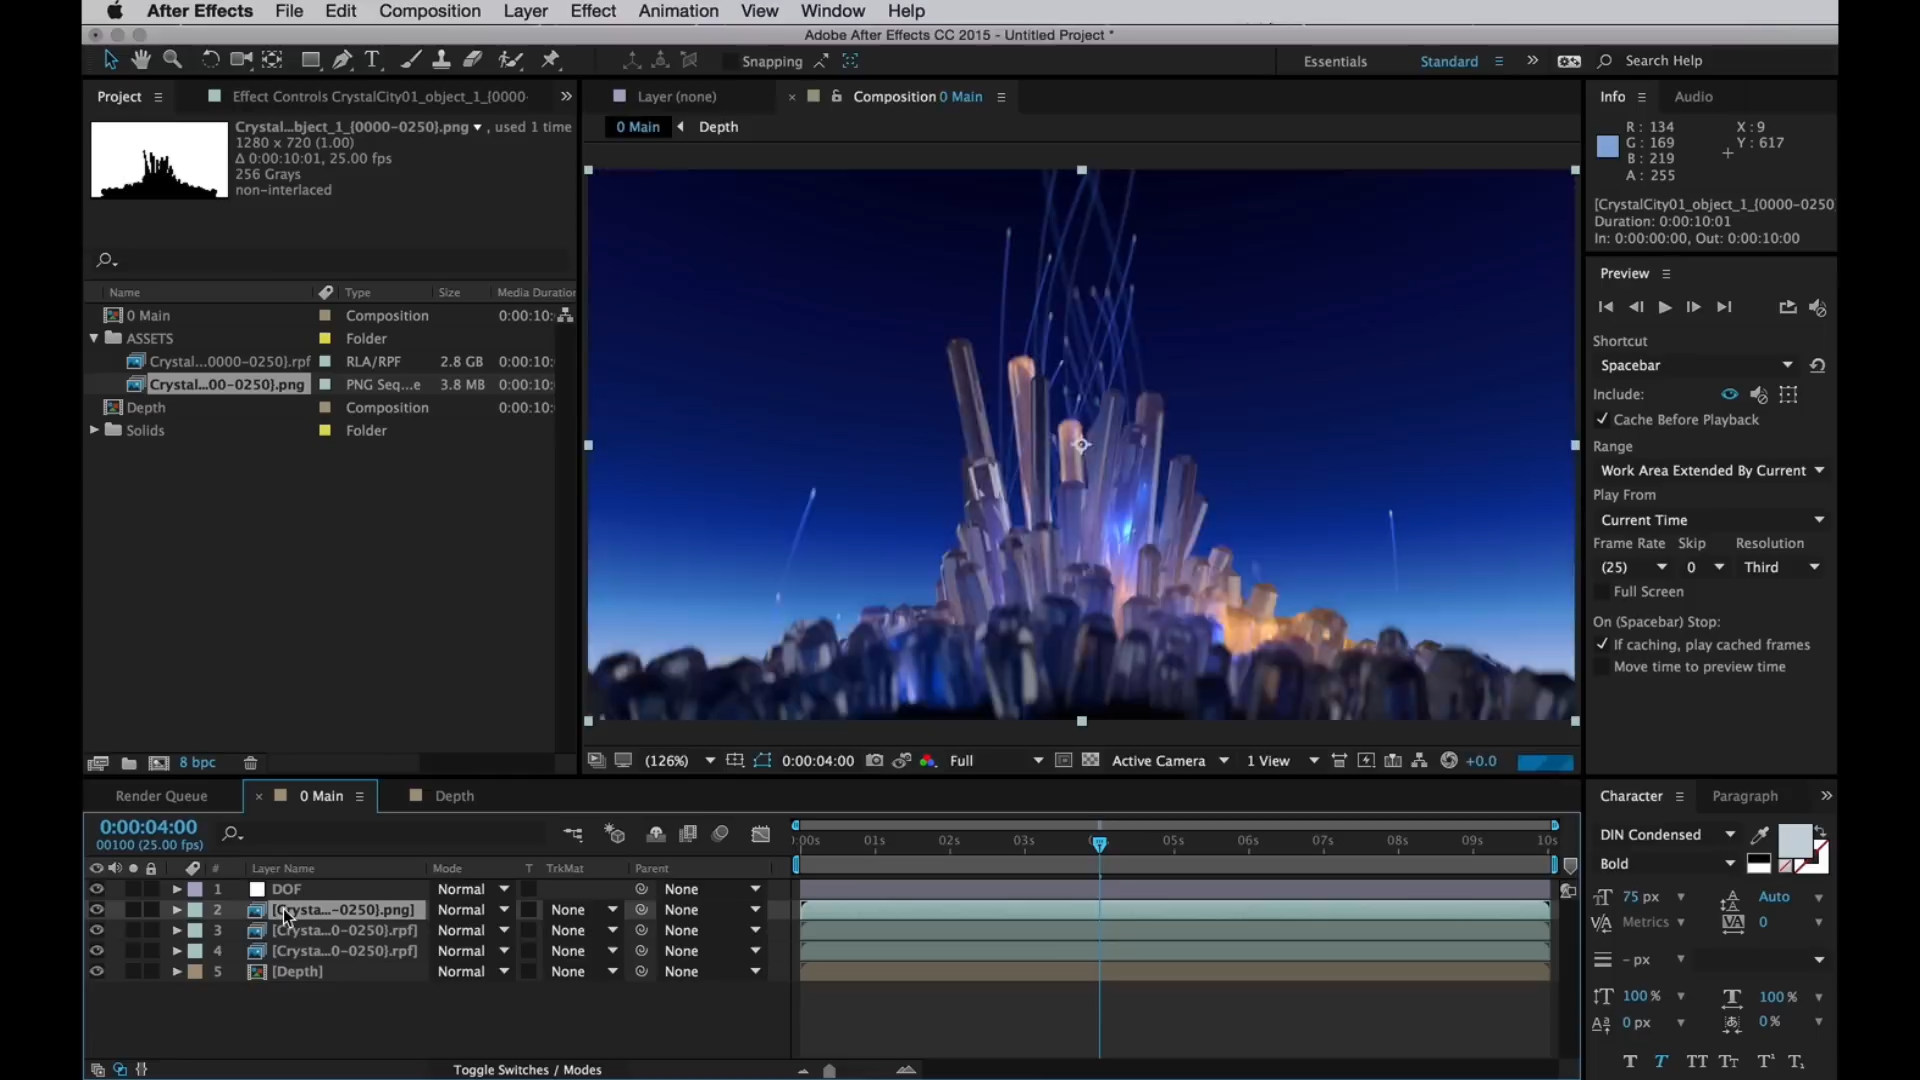 After Effects File Edit Composition Layer Effect Animation View Window Help
Adobe After Effects CC 2015 - Untitled Project *
Snapping Essentials Standard Search Help
Project Effect Controls CrystalCity01_object_1_{0000- Layer (none) Composition 0 Main Info Audio
Crystal...bject_1_{0000-0250}.png , used 1 time
1280 x 720 (1.00)
Δ 0:00:10:01, 25.00 fps
256 Grays
non-interlaced
0 Main Depth
R : 134 X : 9
G : 169 Y : 617
B : 219
A : 255
[CrystalCity01_object_1_{0000-0250
Duration: 0:00:10:01
In: 0:00:00:00, Out: 0:00:10:00
Name Type Size Media Duration
0 Main Composition 0:00:10:
ASSETS Folder
Crystal...0000-0250}.rpf RLA/RPF 2.8 GB 0:00:10:
Crystal...00-0250}.png PNG Seq...e 3.8 MB 0:00:10:
Depth Composition 0:00:10:
Solids Folder
8 bpc
Preview
Shortcut
Spacebar
Include:
Cache Before Playback
Range
Work Area Extended By Current
Play From
Current Time
Frame Rate Skip Resolution
(25) 0 Third
Full Screen
On (Spacebar) Stop:
If caching, play cached frames
Move time to preview time
(126%) 0:00:04:00 Full Active Camera 1 View +0.0
Render Queue 0 Main Depth
0:00:04:00
00100 (25.00 fps)
:00s 01s 02s 03s 05s 06s 07s 08s 09s 10s
# Layer Name Mode T TrkMat Parent
1 DOF Normal None
2 [Crysta...-0250}.png] Normal None None
3 [Crysta...0-0250}.rpf] Normal None None
4 [Crysta...0-0250}.rpf] Normal None None
5 [Depth] Normal None None
Toggle Switches / Modes
Character Paragraph
DIN Condensed
Bold
75 px Auto
Metrics 0
- px
100 % 100 %
0 px 0 %
T T TT Tt T¹ T₁